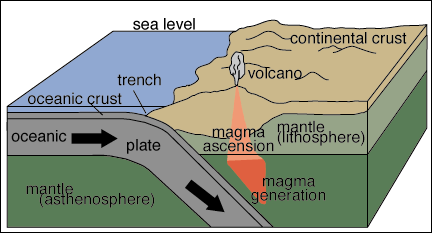 sea level
continental crust
trench
volcano
oceanic crust
oceanic
plate
magma
ascension
mantle
(lithosphere)
mantle
(asthenosphere)
magma
generation